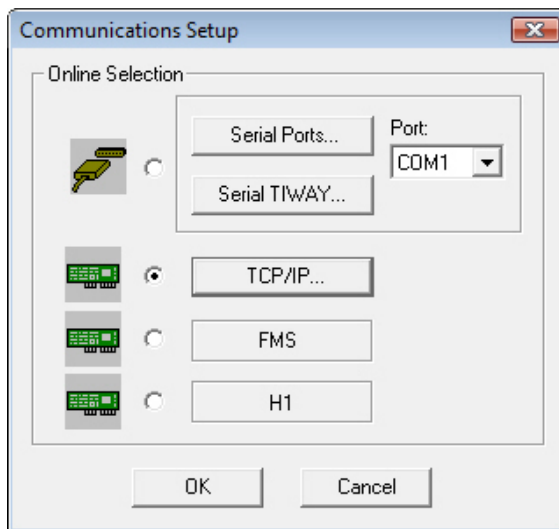 Communications Setup
Online Selection
Serial Ports...
Port:
COM1
Serial TIWAY...
TCP/IP...
FMS
H1
OK
Cancel